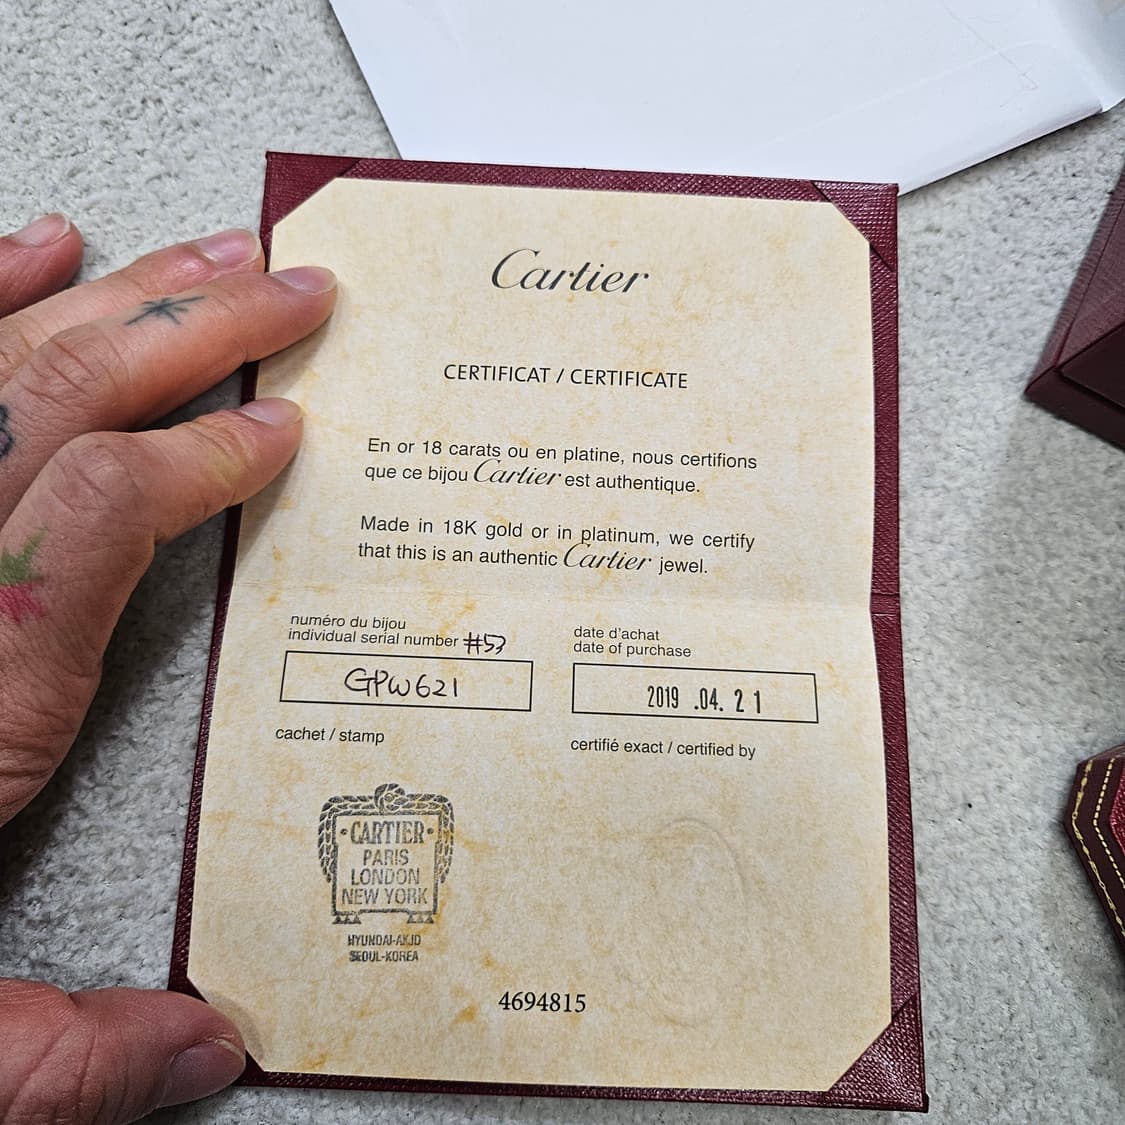 Cartier
CERTIFICAT / CERTIFICATE
En or 18 carats ou en platine, nous certifions
que ce bijou Cartier est authentique.
Made in 18K gold or in platinum, we certify
that this is an authentic Cartier jewel.
numéro du bijou
individual serial number #53
GPW621
date d'achat
date of purchase
2019 .04. 21
cachet / stamp
certifié exact / certified by
CARTIER
PARIS
LONDON
NEW YORK
HYUNDAI-AKJD
SEOUL-KOREA
4694815